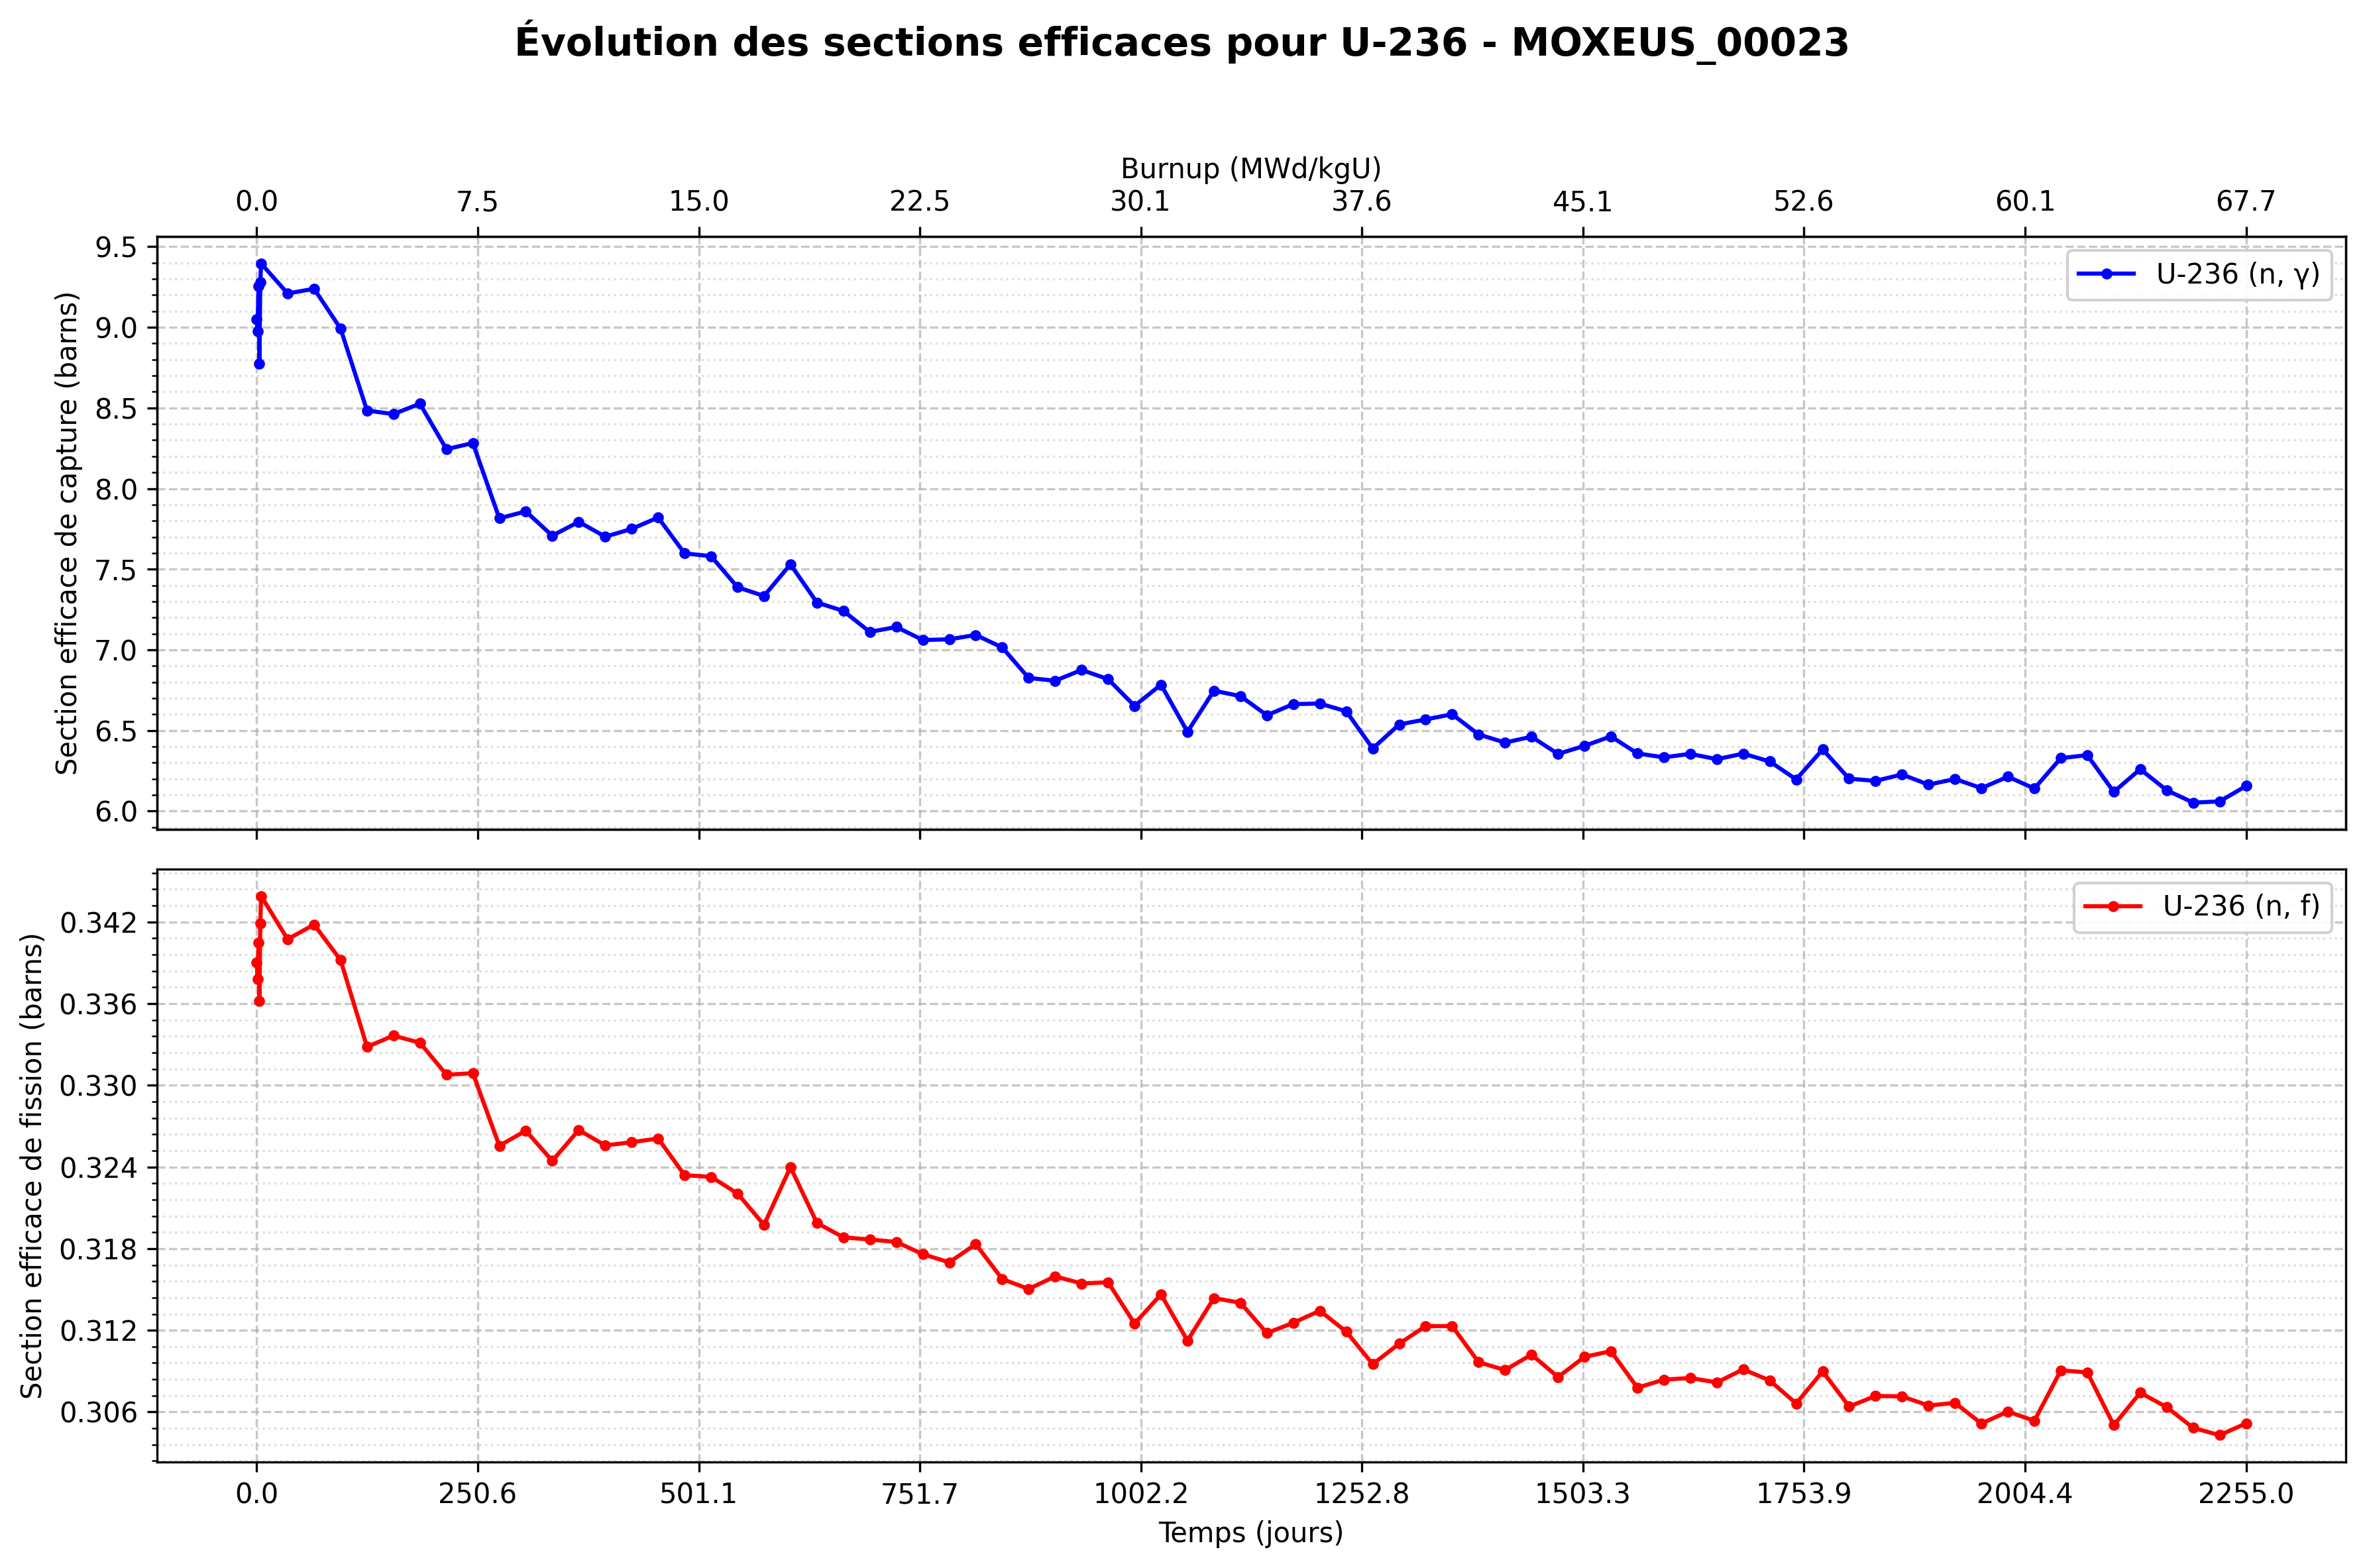 Évolution des sections efficaces pour U-236 - MOXEUS_00023
Burnup (MWd/kgU)
0.0 7.5 15.0 22.5 30.1 37.6 45.1 52.6 60.1 67.7
Section efficace de capture (barns)
9.5
9.0
8.5
8.0
7.5
7.0
6.5
6.0
U-236 (n, γ)
Section efficace de fission (barns)
0.342
0.336
0.330
0.324
0.318
0.312
0.306
U-236 (n, f)
0.0 250.6 501.1 751.7 1002.2 1252.8 1503.3 1753.9 2004.4 2255.0
Temps (jours)